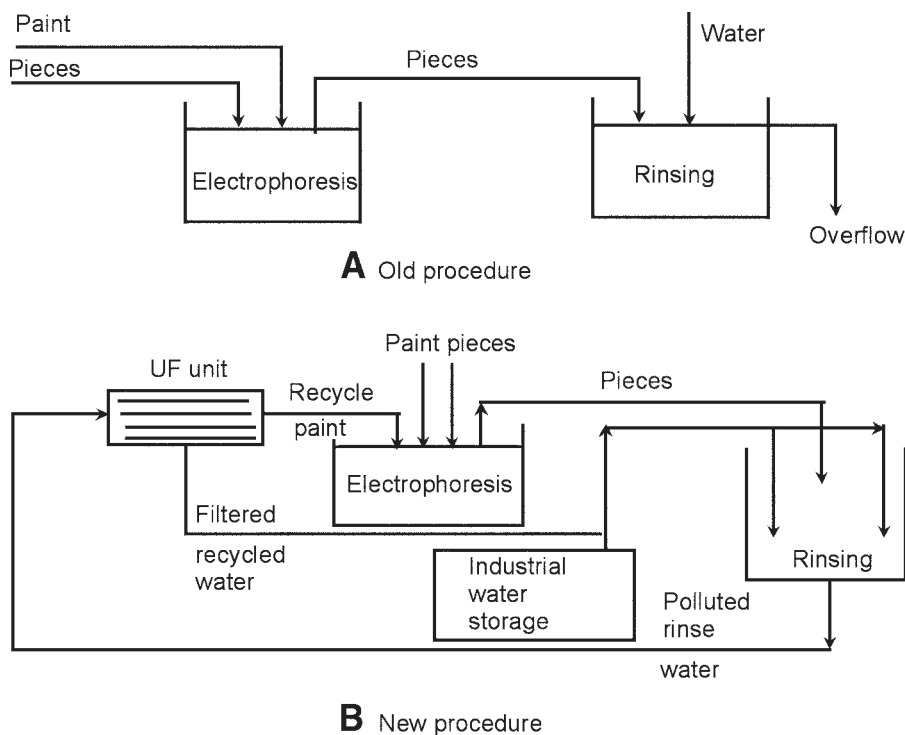 Paint
Pieces
Pieces
Water
Electrophoresis
Rinsing
Overflow
A Old procedure
Paint pieces
UF unit
Recycle
paint
Pieces
Electrophoresis
Filtered
recycled
water
Industrial
water
storage
Rinsing
Polluted
rinse
water
B New procedure